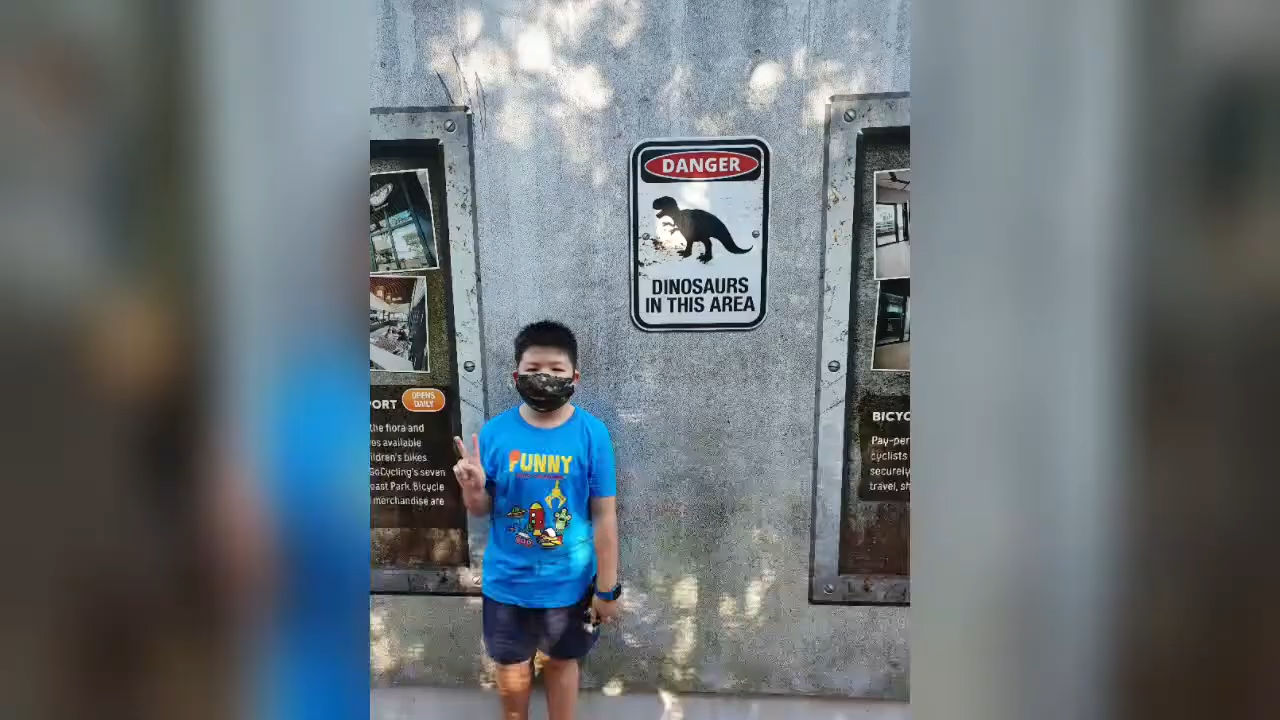 DANGER
DINOSAURS
IN THIS AREA
ORT
OPENS
DAILY
the flora and
es available
ildren's bikes.
GoCycling's seven
east Park. Bicycle
merchandise are
FUNNY
BICYC
Pay-per
cyclists
securely
travel, sh